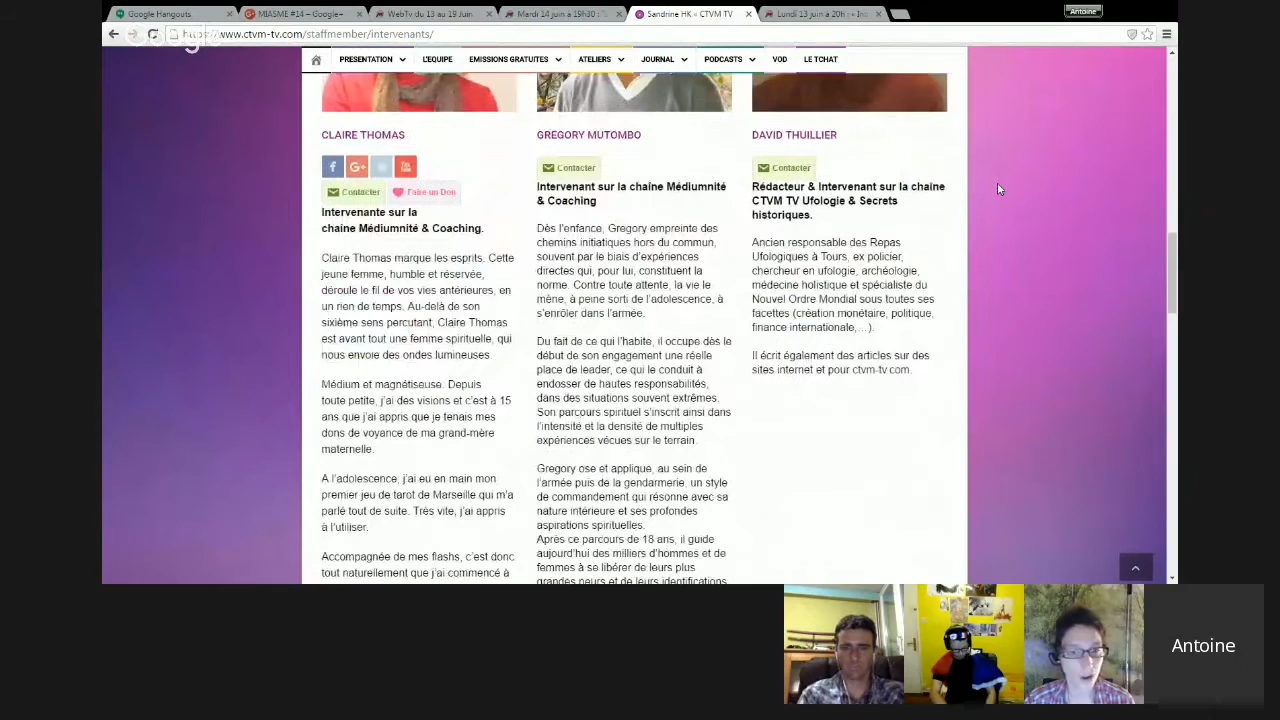 Google Hangouts
MIASME #14 – Google+
WebTv du 13 au 19 Juin
Mardi 14 juin à 19h30 :
Sandrine HK « CTVM TV
Lundi 13 juin à 20h : «
Antoine
Google
www.ctvm-tv.com/staffmember/intervenants/
PRESENTATION
L'EQUIPE
EMISSIONS GRATUITES
ATELIERS
JOURNAL
PODCASTS
VOD
LE TCHAT
CLAIRE THOMAS
Contacter
Faire un Don
Intervenante sur la
chaine Médiumnité & Coaching.
Claire Thomas marque les esprits. Cette
jeune femme, humble et réservée,
déroule le fil de vos vies antérieures, en
un rien de temps. Au-delà de son
sixième sens percutant, Claire Thomas
est avant tout une femme spirituelle, qui
nous envoie des ondes lumineuses.
Médium et magnétiseuse. Depuis
toute petite, j'ai des visions et c'est à 15
ans que j'ai appris que je tenais mes
dons de voyance de ma grand-mère
maternelle.
A l'adolescence, j'ai eu en main mon
premier jeu de tarot de Marseille qui m'a
parlé tout de suite. Très vite, j'ai appris
à l'utiliser.
Accompagnée de mes flashs, c'est donc
tout naturellement que j'ai commencé à
GREGORY MUTOMBO
Contacter
Intervenant sur la chaîne Médiumnité
& Coaching
Dès l'enfance, Gregory empreinte des
chemins initiatiques hors du commun,
souvent par le biais d'expériences
directes qui, pour lui, constituent la
norme. Contre toute attente, la vie le
mène, à peine sorti de l'adolescence, à
s'enrôler dans l'armée.
Du fait de ce qui l'habite, il occupe dès le
début de son engagement une réelle
place de leader, ce qui le conduit à
endosser de hautes responsabilités,
dans des situations souvent extrêmes.
Son parcours spirituel s'inscrit ainsi dans
l'intensité et la densité de multiples
expériences vécues sur le terrain.
Gregory ose et applique, au sein de
l'armée puis de la gendarmerie, un style
de commandement qui résonne avec sa
nature intérieure et ses profondes
aspirations spirituelles.
Après ce parcours de 18 ans, il guide
aujourd'hui des milliers d'hommes et de
femmes à se libérer de leurs plus
grandes peurs et de leurs identifications
DAVID THUILLIER
Contacter
Rédacteur & Intervenant sur la chaîne
CTVM TV Ufologie & Secrets
historiques.
Ancien responsable des Repas
Ufologiques à Tours, ex policier,
chercheur en ufologie, archéologie,
médecine holistique et spécialiste du
Nouvel Ordre Mondial sous toutes ses
facettes (création monétaire, politique,
finance internationale,…).
Il écrit également des articles sur des
sites internet et pour ctvm-tv.com.
Antoine